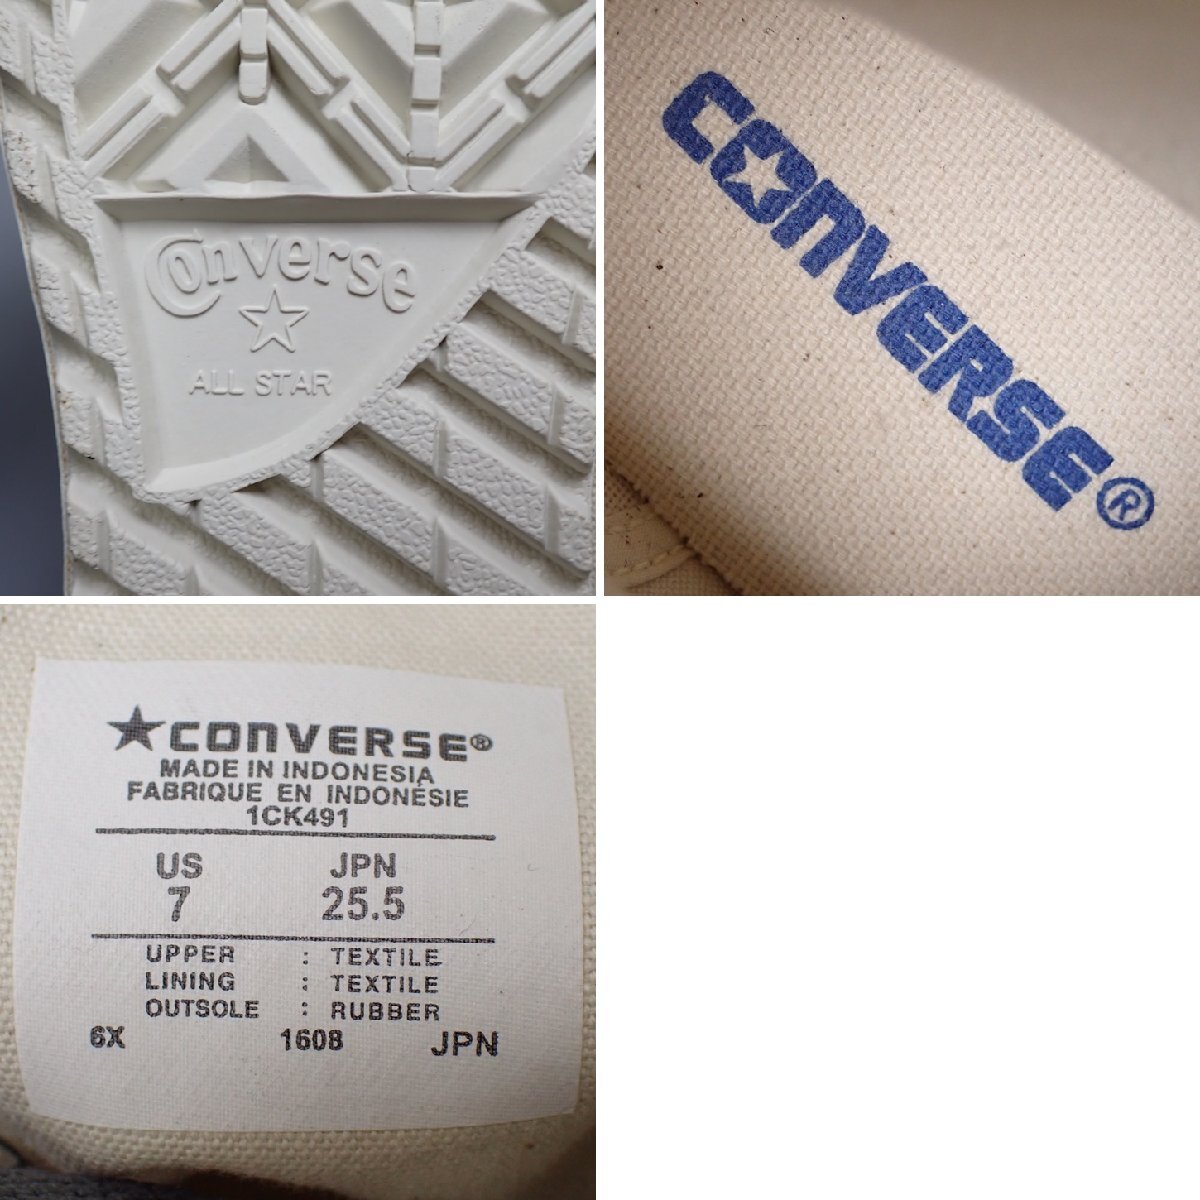 Converse
ALL STAR
CONVERSE®
CONVERSE®
MADE IN INDONESIA
FABRIQUE EN INDONÉSIE
1CK491
US JPN
7 25.5
UPPER : TEXTILE
LINING : TEXTILE
OUTSOLE : RUBBER
6X 1608 JPN